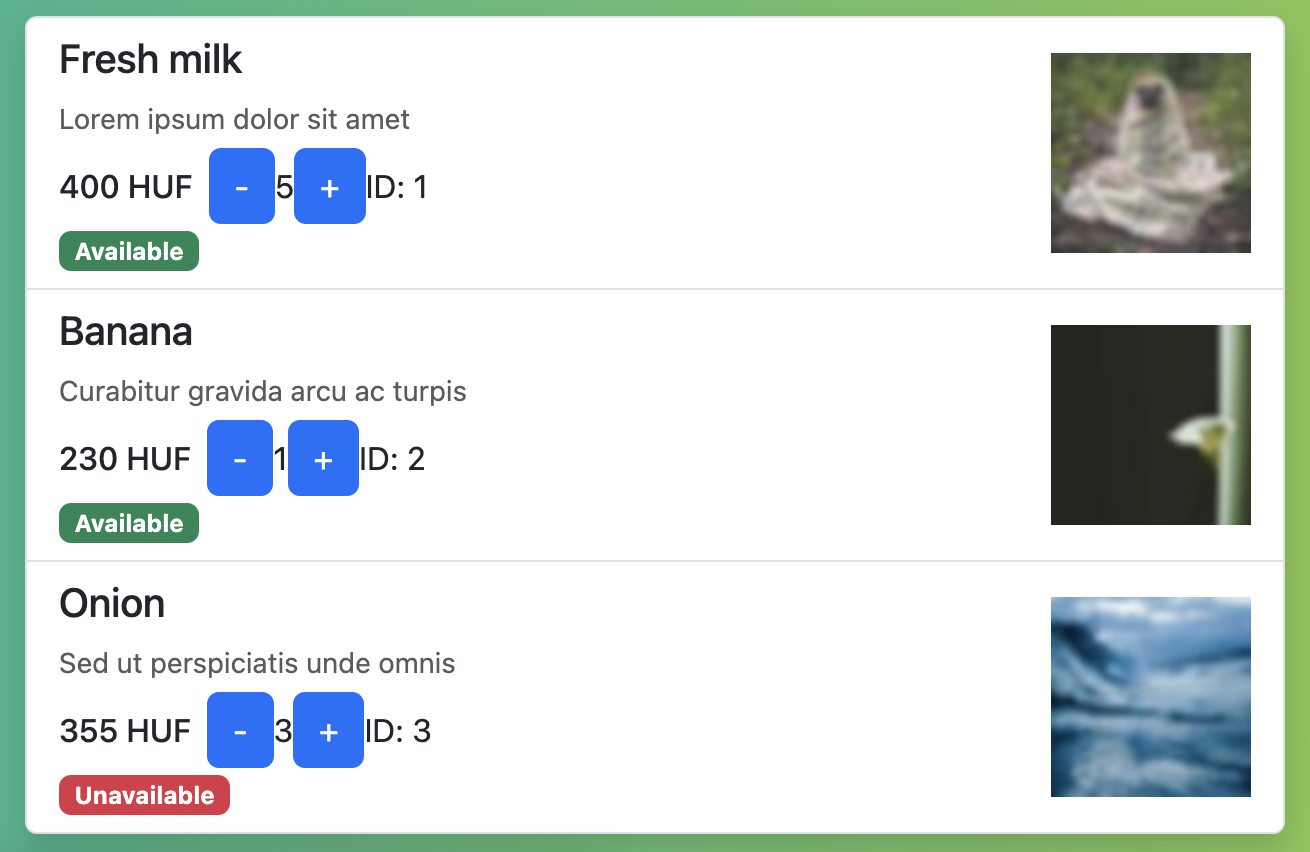 Fresh milk
Lorem ipsum dolor sit amet
400 HUF - 5 + ID: 1
Available
Banana
Curabitur gravida arcu ac turpis
230 HUF - 1 + ID: 2
Available
Onion
Sed ut perspiciatis unde omnis
355 HUF - 3 + ID: 3
Unavailable